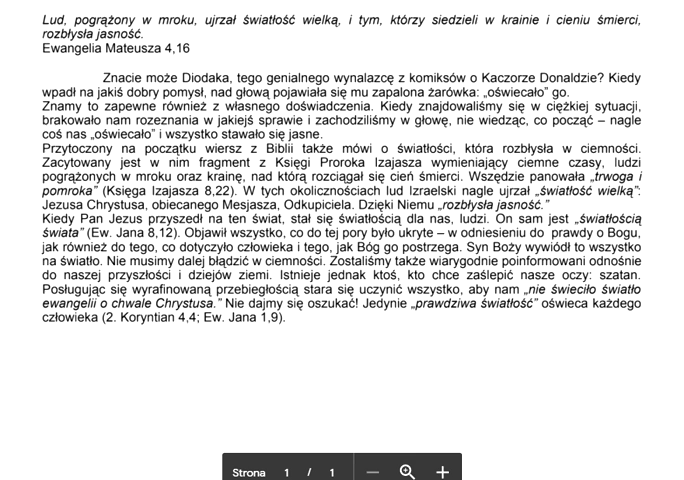 Lud, pogrążony w mroku, ujrzał światłość wielką, i tym, którzy siedzieli w krainie i cieniu śmierci,
rozbłysła jasność.
Ewangelia Mateusza 4,16
Znacie może Diodaka, tego genialnego wynalazcę z komiksów o Kaczorze Donaldzie? Kiedy
wpadł na jakiś dobry pomysł, nad głową pojawiała się mu zapalona żarówka: „oświecało” go.
Znamy to zapewne również z własnego doświadczenia. Kiedy znajdowaliśmy się w ciężkiej sytuacji,
brakowało nam rozeznania w jakiejś sprawie i zachodziliśmy w głowę, nie wiedząc, co począć – nagle
coś nas „oświecało” i wszystko stawało się jasne.
Przytoczony na początku wiersz z Biblii także mówi o światłości, która rozbłysła w ciemności.
Zacytowany jest w nim fragment z Księgi Proroka Izajasza wymieniający ciemne czasy, ludzi
pogrążonych w mroku oraz krainę, nad którą rozciągał się cień śmierci. Wszędzie panowała „trwoga i
pomroka” (Księga Izajasza 8,22). W tych okolicznościach lud Izraelski nagle ujrzał „światłość wielką”:
Jezusa Chrystusa, obiecanego Mesjasza, Odkupiciela. Dzięki Niemu „rozbłysła jasność.”
Kiedy Pan Jezus przyszedł na ten świat, stał się światłością dla nas, ludzi. On sam jest „światłością
świata” (Ew. Jana 8,12). Objawił wszystko, co do tej pory było ukryte – w odniesieniu do prawdy o Bogu,
jak również do tego, co dotyczyło człowieka i tego, jak Bóg go postrzega. Syn Boży wywiódł to wszystko
na światło. Nie musimy dalej błądzić w ciemności. Zostaliśmy także wiarygodnie poinformowani odnośnie
do naszej przyszłości i dziejów ziemi. Istnieje jednak ktoś, kto chce zaślepić nasze oczy: szatan.
Posługując się wyrafinowaną przebiegłością stara się uczynić wszystko, aby nam „nie świeciło światło
ewangelii o chwale Chrystusa.” Nie dajmy się oszukać! Jedynie „prawdziwa światłość” oświeca każdego
człowieka (2. Koryntian 4,4; Ew. Jana 1,9).
Strona 1 / 1